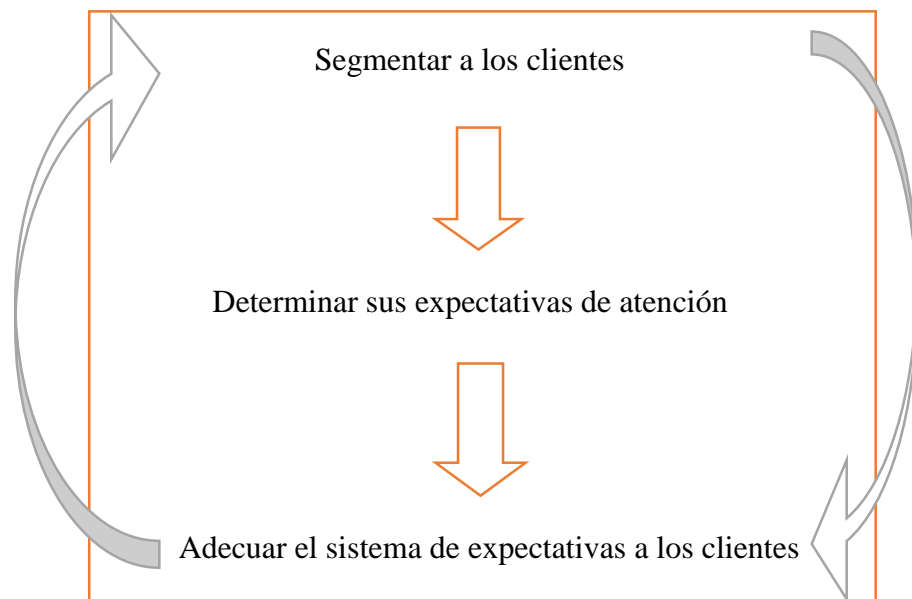 Segmentar a los clientes
Determinar sus expectativas de atención
Adecuar el sistema de expectativas a los clientes